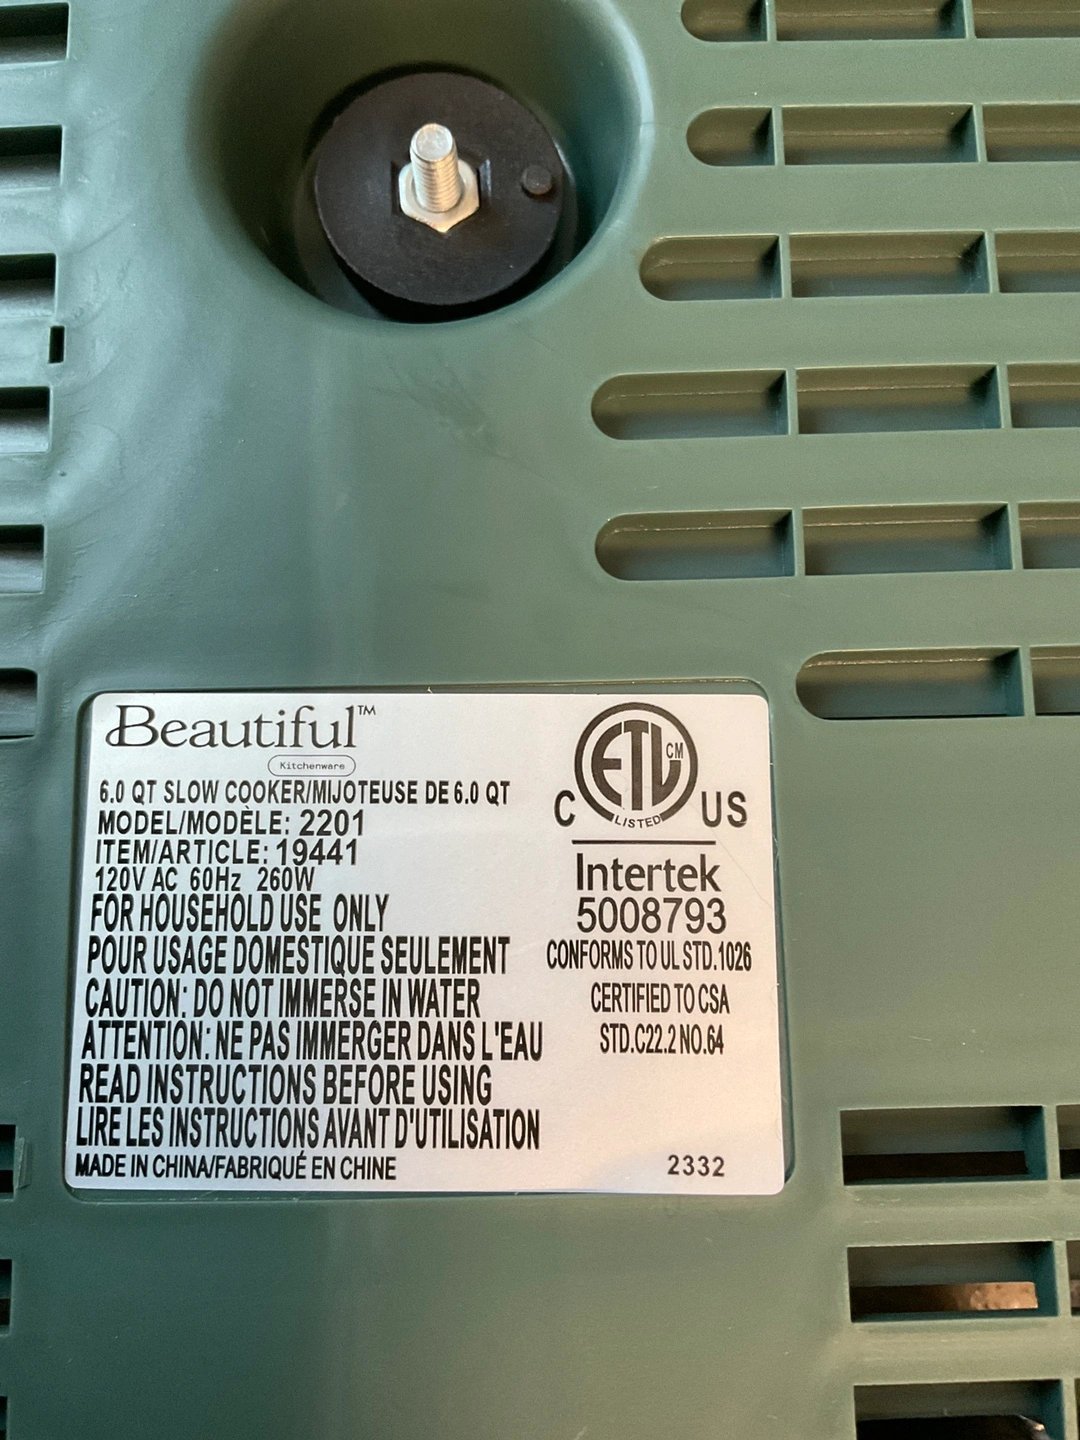 Beautiful™
Kitchenware
6.0 QT SLOW COOKER/MIJOTEUSE DE 6.0 QT
MODEL/MODÈLE: 2201
ITEM/ARTICLE: 19441
120V AC 60Hz 260W
FOR HOUSEHOLD USE ONLY
POUR USAGE DOMESTIQUE SEULEMENT
CAUTION: DO NOT IMMERSE IN WATER
ATTENTION: NE PAS IMMERGER DANS L'EAU
READ INSTRUCTIONS BEFORE USING
LIRE LES INSTRUCTIONS AVANT D'UTILISATION
MADE IN CHINA/FABRIQUÉ EN CHINE
ETL CM
C LISTED US
Intertek
5008793
CONFORMS TO UL STD.1026
CERTIFIED TO CSA
STD.C22.2 NO.64
2332